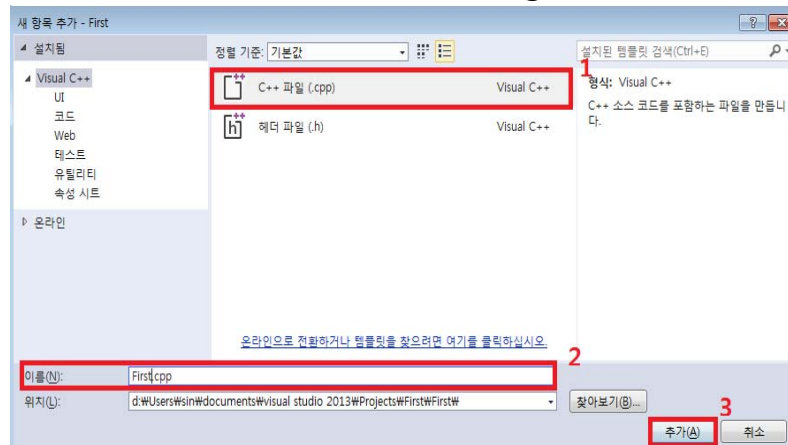 새 항목 추가 - First
설치됨
정렬 기준: 기본값
설치된 템플릿 검색(Ctrl+E)
1
Visual C++
UI
코드
Web
테스트
유틸리티
속성 시트
온라인
C++ 파일 (.cpp) Visual C++
헤더 파일 (.h) Visual C++
형식: Visual C++
C++ 소스 코드를 포함하는 파일을 만듭니
다.
온라인으로 전환하거나 템플릿을 찾으려면 여기를 클릭하십시오.
2
이름(N): First.cpp
위치(L): d:₩Users₩sin₩documents₩visual studio 2013₩Projects₩First₩First₩ 찾아보기(B)...
3
추가(A) 취소